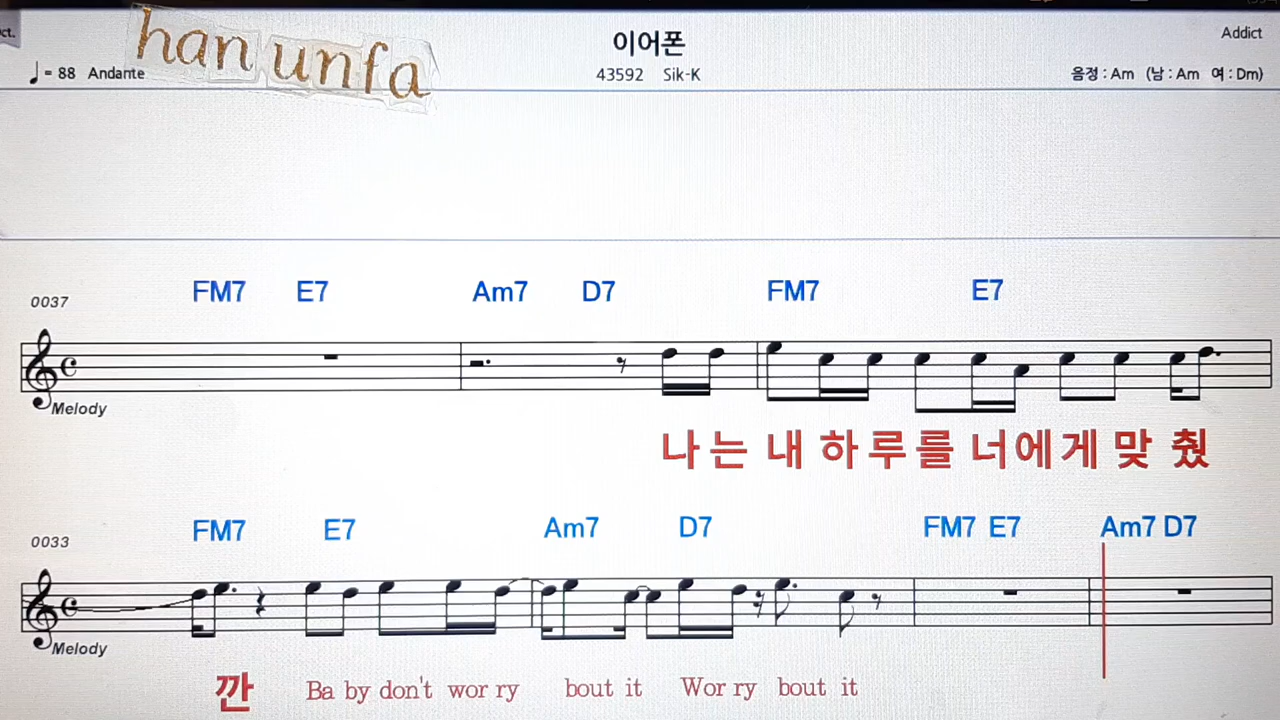 ct.
han unfa
이어폰
Addict
= 88 Andante
43592 Sik-K
음정 : Am (남 : Am 여 : Dm)
FM7 E7 Am7 D7 FM7 E7
0037
Melody
나는 내 하루를 너에게 맞 췄
FM7 E7 Am7 D7 FM7 E7 Am7 D7
0033
Melody
깐 Ba by don't wor ry bout it Wor ry bout it